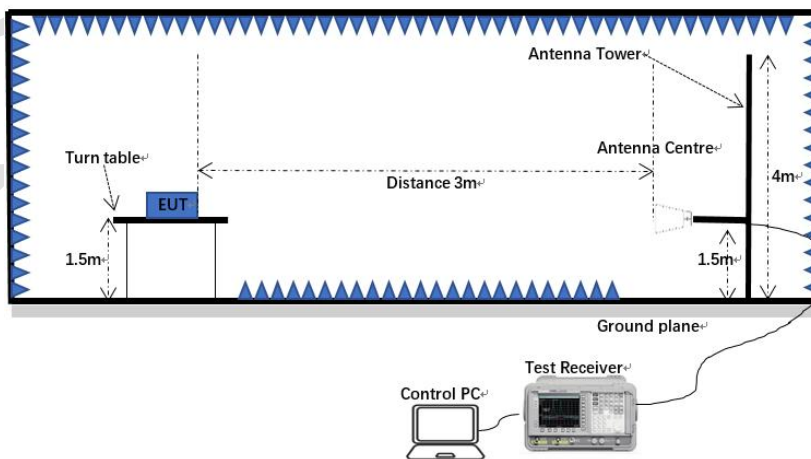 Antenna Tower
Turn table
Antenna Centre
Distance 3m
4m
EUT
1.5m
1.5m
Ground plane
Test Receiver
Control PC